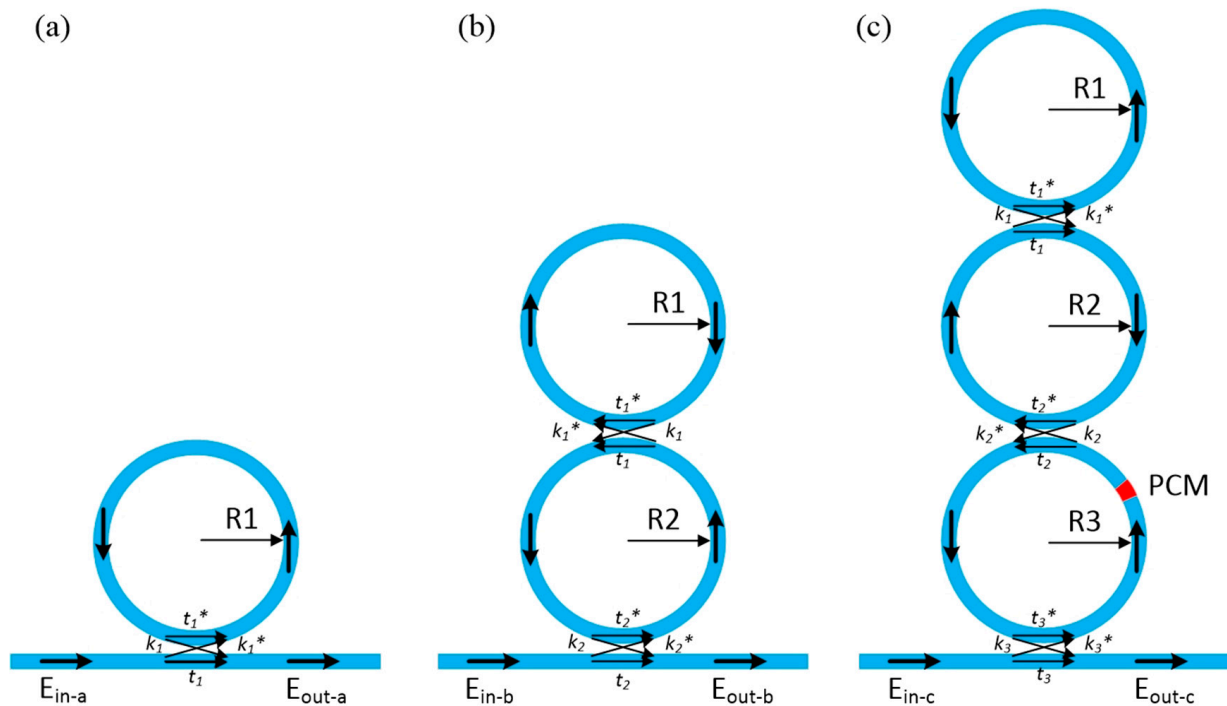 (a)
R1
t1*
k1
k1*
t1
Ein-a
Eout-a
(b)
R1
t1*
k1*
k1
t1
R2
t2*
k2
k2*
t2
Ein-b
Eout-b
(c)
R1
t1*
k1
k1*
t1
R2
t2*
k2*
k2
t2
PCM
R3
t3*
k3
k3*
t3
Ein-c
Eout-c